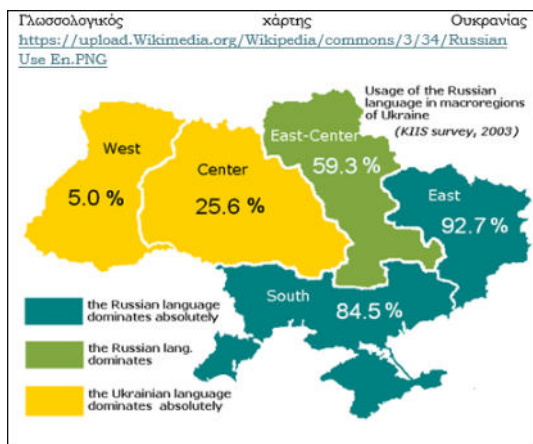 Γλωσσολογικός χάρτης Ουκρανίας
https://upload.Wikimedia.org/Wikipedia/commons/3/34/Russian
Use En.PNG
Usage of the Russian
language in macroregions
of Ukraine
(KIIS survey, 2003)
West
5.0 %
Center
25.6 %
East-Center
59.3 %
East
92.7 %
South
84.5 %
the Russian language
dominates absolutely
the Russian lang.
dominates
the Ukrainian language
dominates absolutely